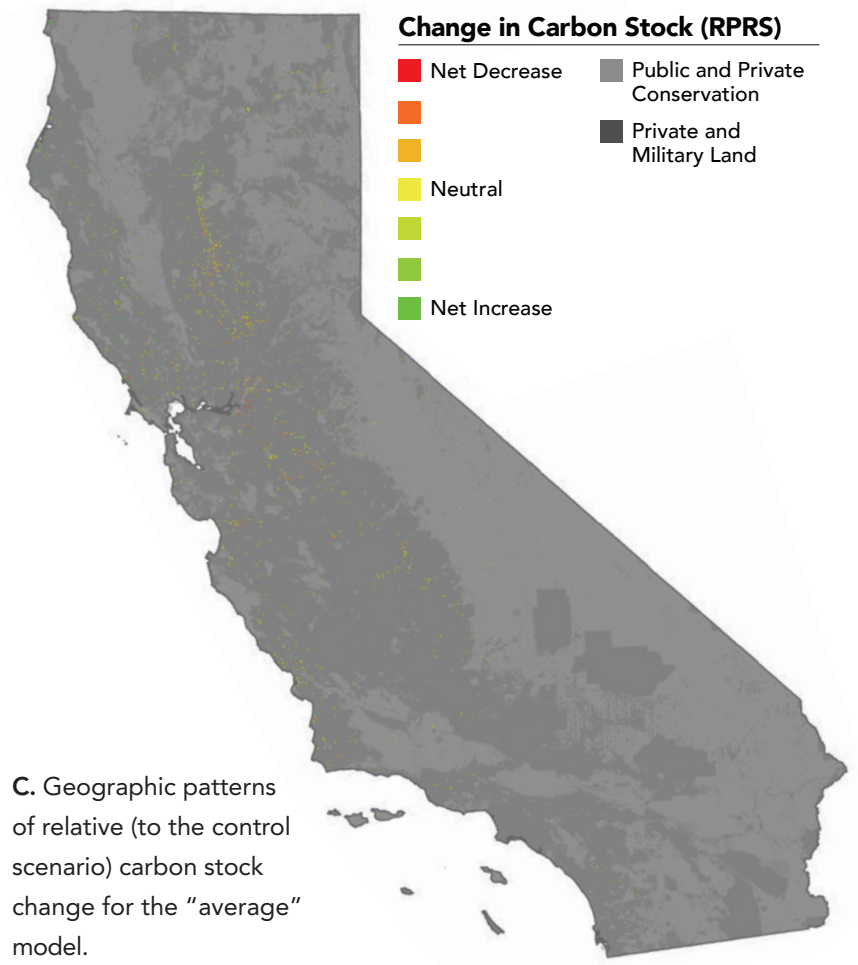 Change in Carbon Stock (RPRS)
Net Decrease
Neutral
Net Increase
Public and Private
Conservation
Private and
Military Land
C. Geographic patterns
of relative (to the control
scenario) carbon stock
change for the “average”
model.